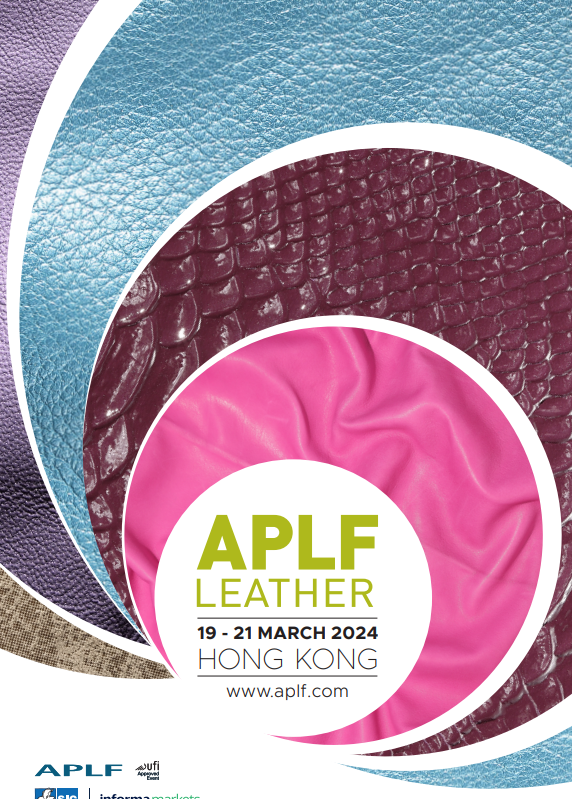 APLF
LEATHER
19 - 21 MARCH 2024
HONG KONG
www.aplf.com
APLF
ufi
Approved
Event
informa markets